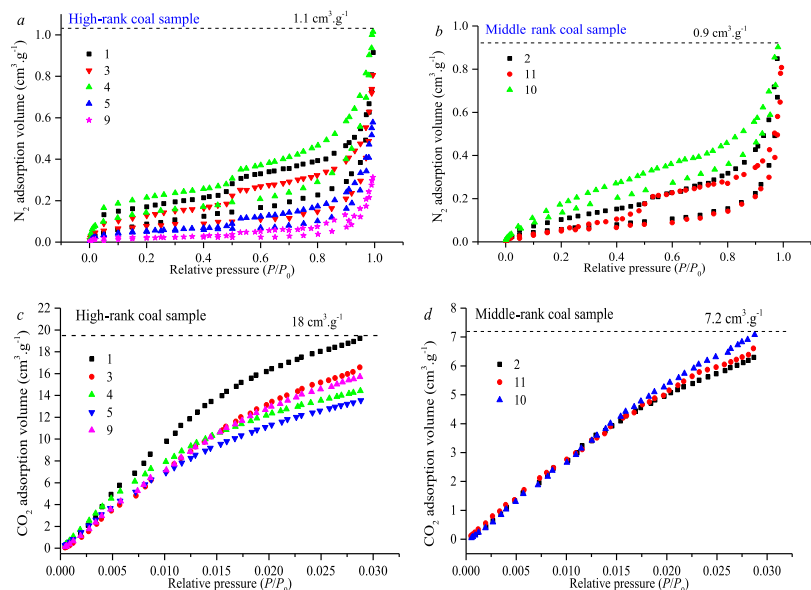 a
High-rank coal sample
1.1 cm³.g⁻¹
1
3
4
5
9
N₂ adsorption volume (cm³.g⁻¹)
1.0
0.8
0.6
0.4
0.2
0.0
0.0 0.2 0.4 0.6 0.8 1.0
Relative pressure (P/P₀)
b
Middle rank coal sample
0.9 cm³.g⁻¹
2
11
10
N₂ adsorption volume (cm³.g⁻¹)
1.0
0.8
0.6
0.4
0.2
0.0
0.0 0.2 0.4 0.6 0.8 1.0
Relative pressure (P/P₀)
c
High-rank coal sample
18 cm³.g⁻¹
1
3
4
5
9
CO₂ adsorption volume (cm³.g⁻¹)
22
20
18
16
14
12
10
8
6
4
2
0
0.000 0.005 0.010 0.015 0.020 0.025 0.030
Relative pressure (P/P₀)
d
Middle-rank coal sample
7.2 cm³.g⁻¹
2
11
10
CO₂ adsorption volume (cm³.g⁻¹)
8
7
6
5
4
3
2
1
0
0.000 0.005 0.010 0.015 0.020 0.025 0.030
Relative pressure (P/P₀)